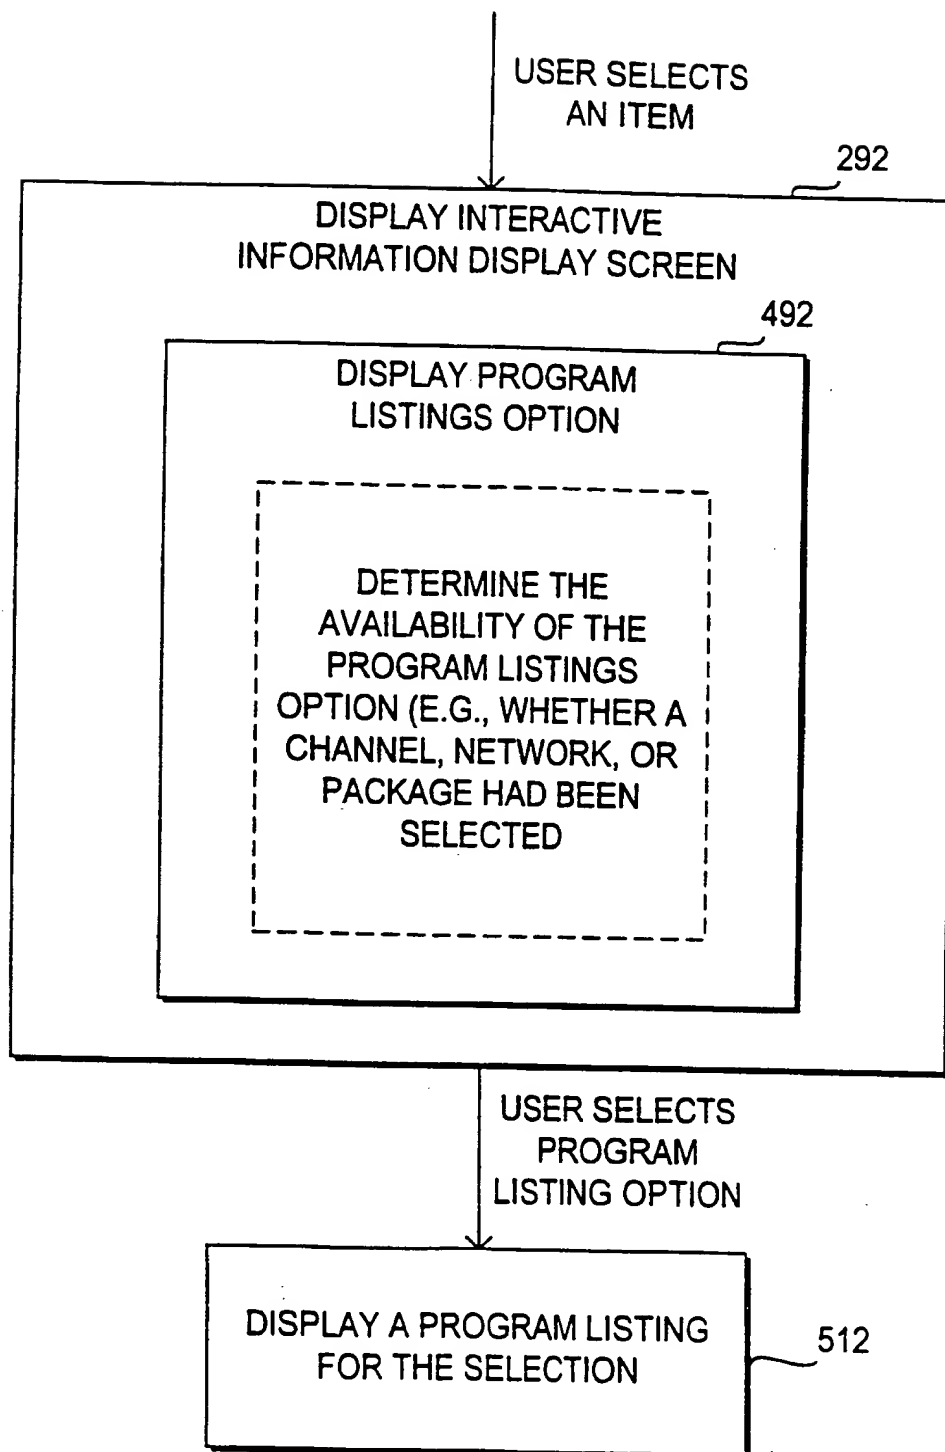 USER SELECTS
AN ITEM
292
DISPLAY INTERACTIVE
INFORMATION DISPLAY SCREEN
492
DISPLAY PROGRAM
LISTINGS OPTION
DETERMINE THE
AVAILABILITY OF THE
PROGRAM LISTINGS
OPTION (E.G., WHETHER A
CHANNEL, NETWORK, OR
PACKAGE HAD BEEN
SELECTED
USER SELECTS
PROGRAM
LISTING OPTION
DISPLAY A PROGRAM LISTING
FOR THE SELECTION
512